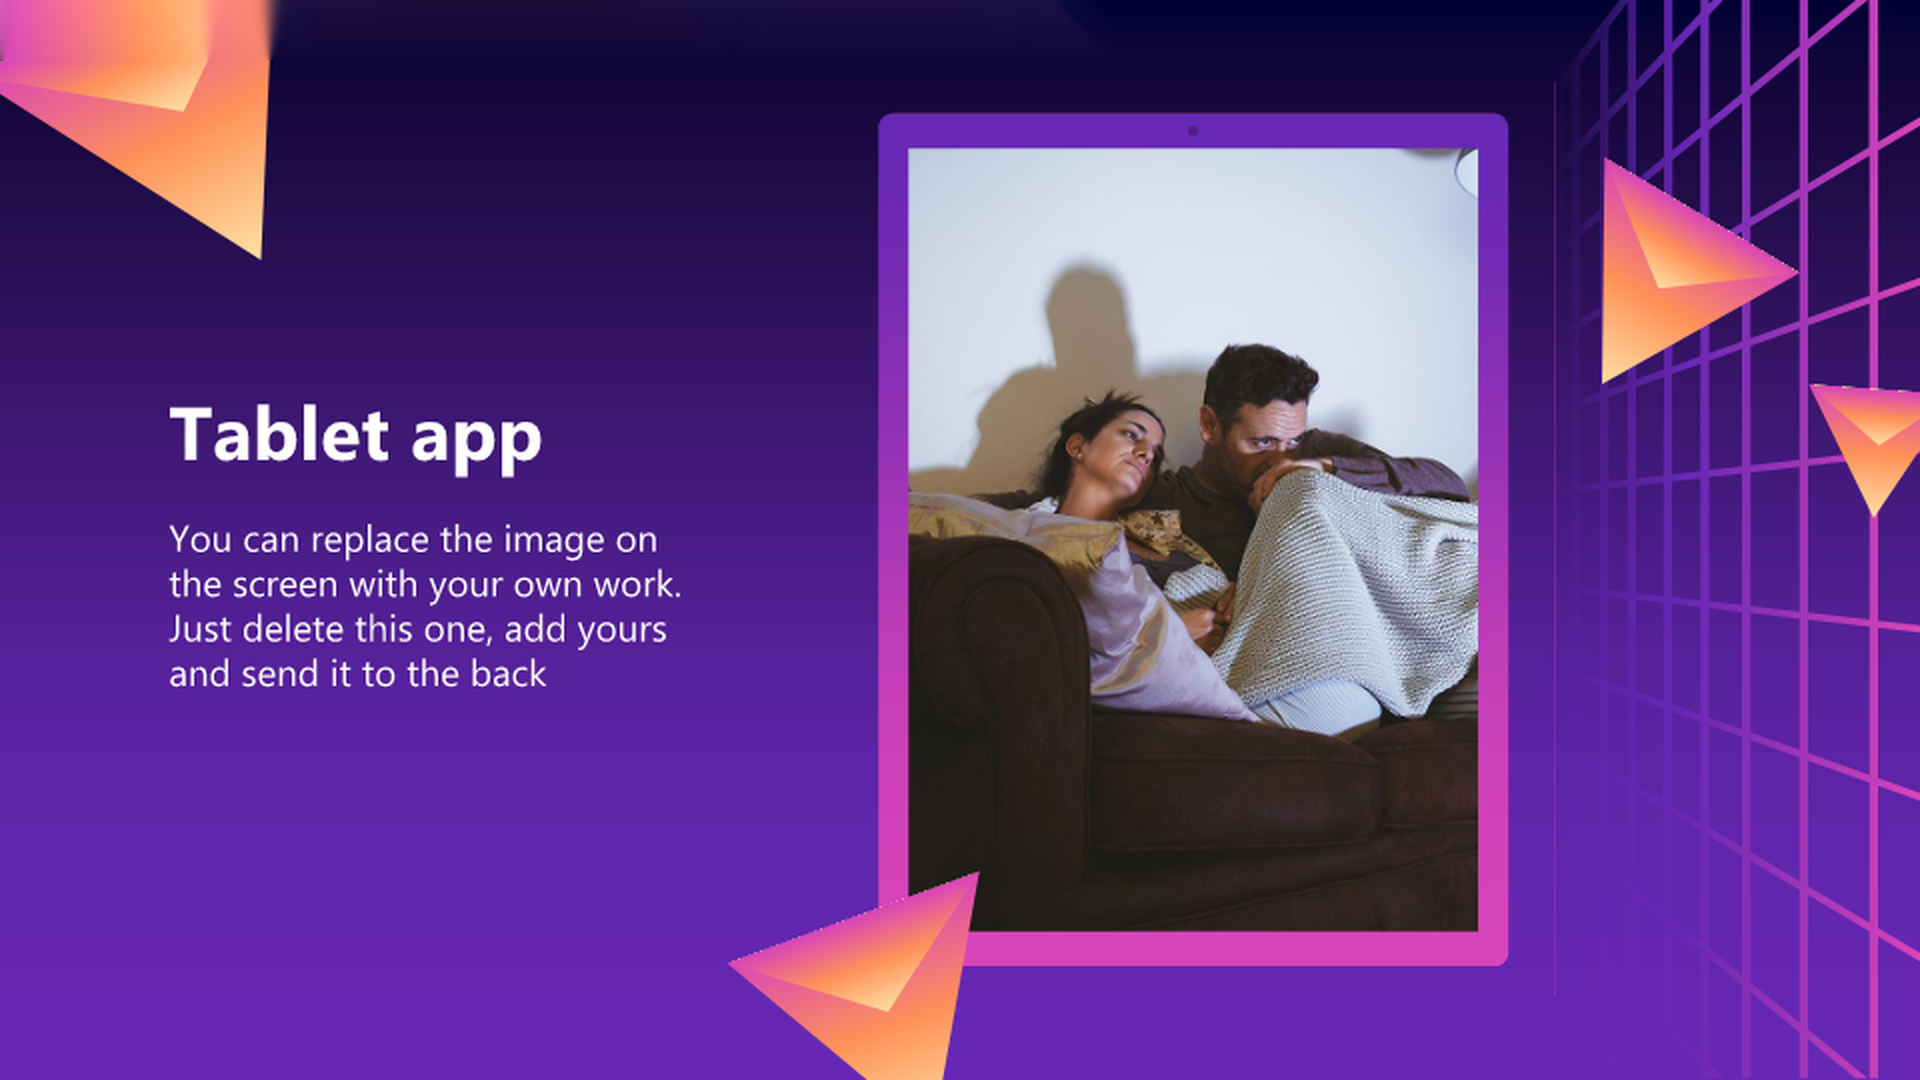 Tablet app
You can replace the image on
the screen with your own work.
Just delete this one, add yours
and send it to the back